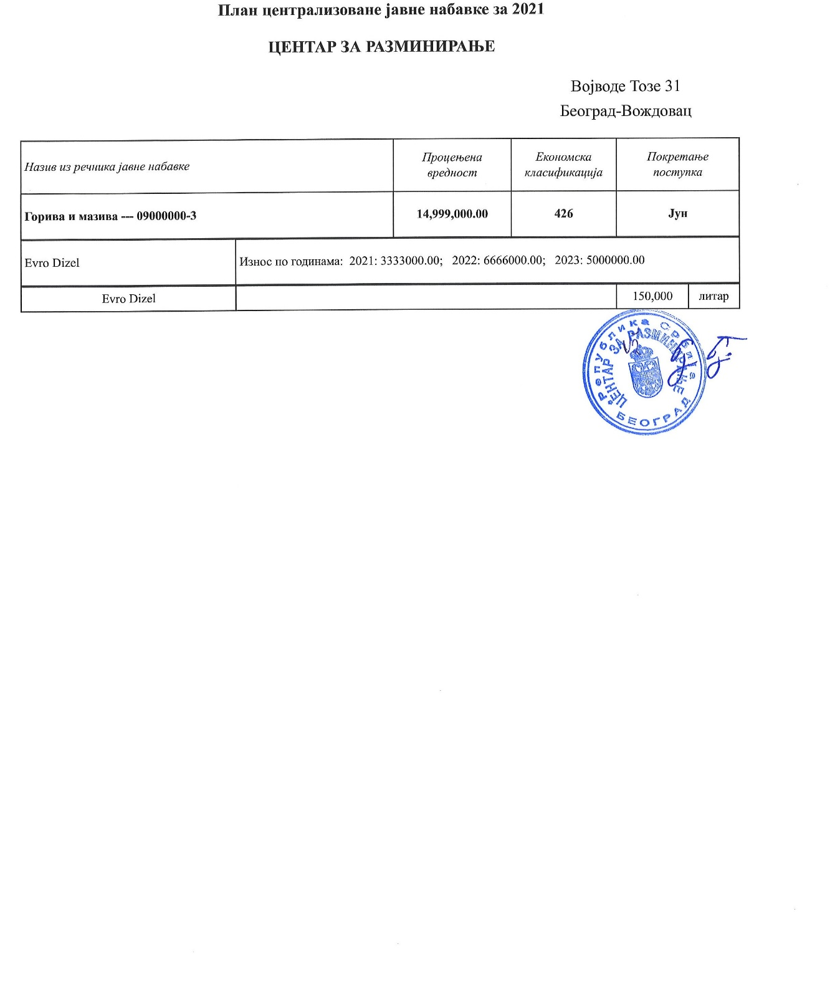 План централизоване јавне набавке за 2021
ЦЕНТАР ЗА РАЗМИНИРАЊЕ
Војводе Тозе 31
Београд-Вождовац
Назив из речника јавне набавке
Процењена вредност
Економска класификација
Покретање поступка
Горива и мазива --- 09000000-3
14,999,000.00
426
Јун
Evro Dizel
Износ по годинама: 2021: 3333000.00; 2022: 6666000.00; 2023: 5000000.00
Evro Dizel
150,000
литар
Република Србија
ЦЕНТАР ЗА РАЗМИНИРАЊЕ
БЕОГРАД